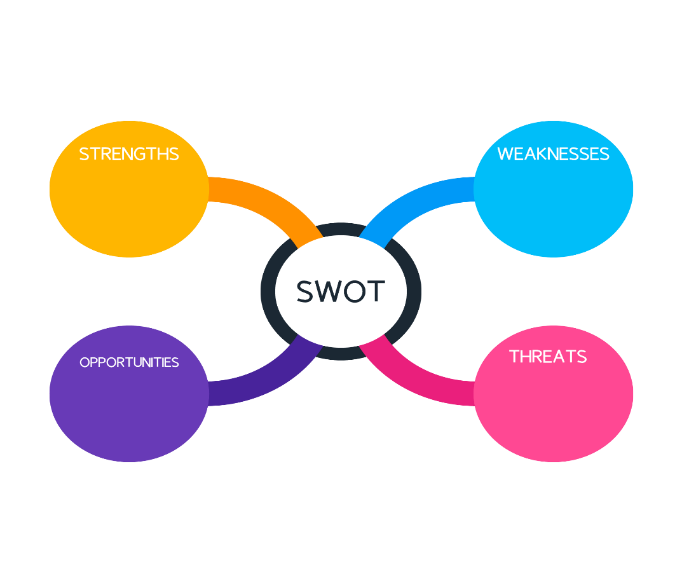 STRENGTHS
WEAKNESSES
SWOT
OPPORTUNITIES
THREATS